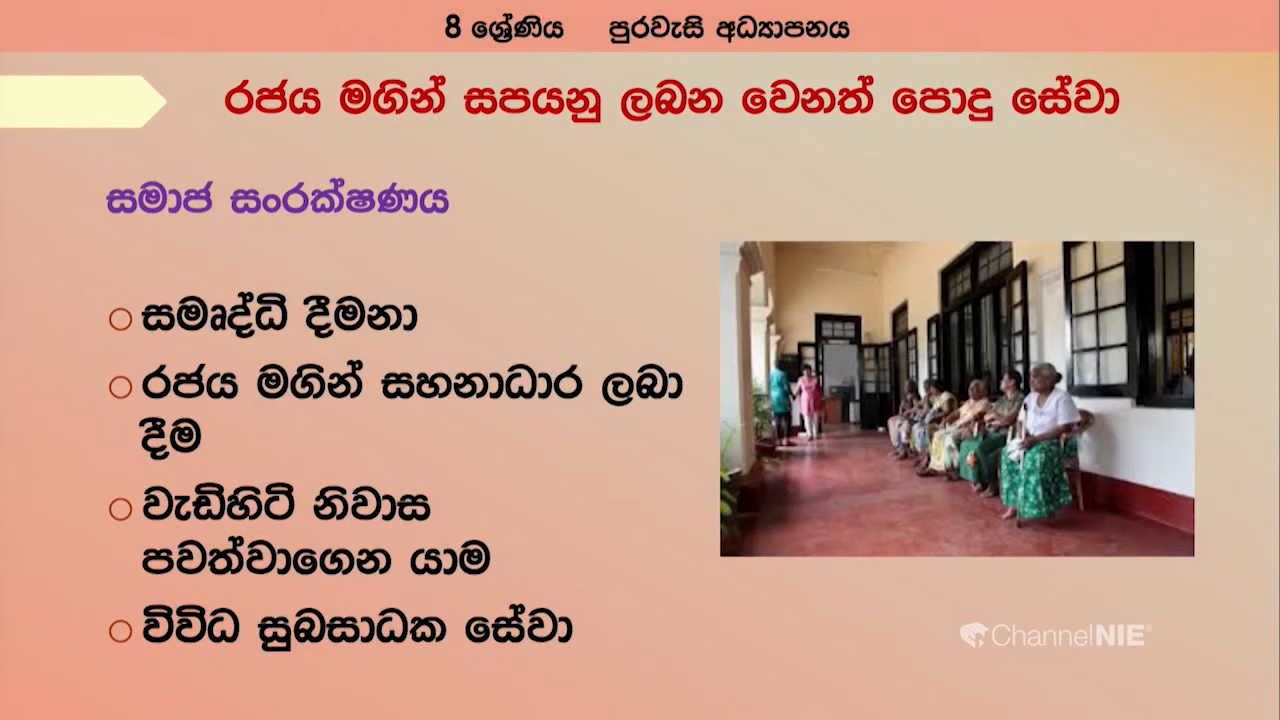 8 ශ්‍රේණිය පුරවැසි අධ්‍යාපනය
රජය මගින් සපයනු ලබන වෙනත් පොදු සේවා
සමාජ සංරක්ෂණය
සමෘද්ධි දීමනා
රජය මගින් සහනාධාර ලබා
දීම
වැඩිහිටි නිවාස
පවත්වාගෙන යාම
විවිධ සුබසාධක සේවා
ChannelNIE